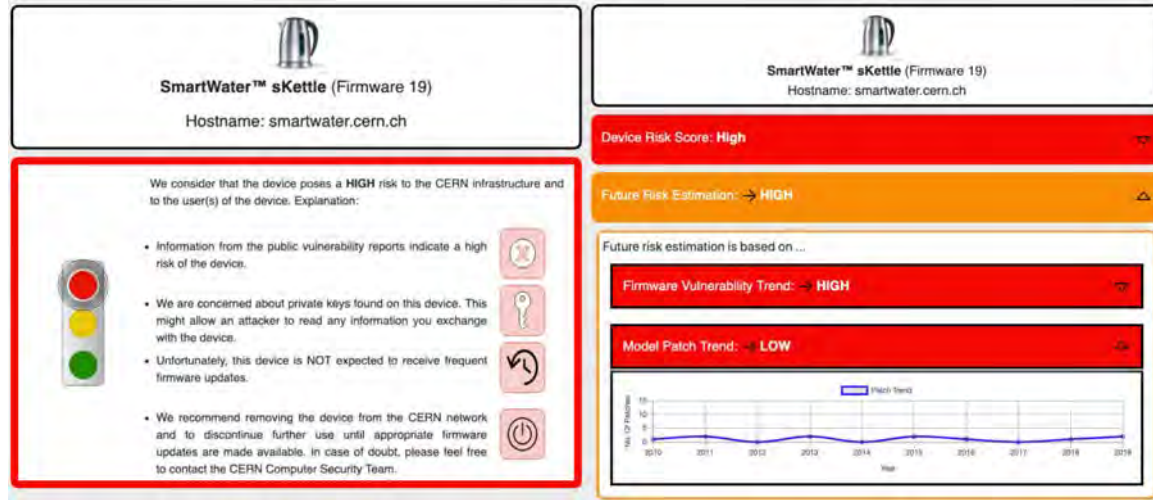 SmartWater™ sKettle (Firmware 19)
Hostname: smartwater.cern.ch
We consider that the device poses a HIGH risk to the CERN infrastructure and
to the user(s) of the device. Explanation:
• Information from the public vulnerability reports indicate a high
risk of the device.
• We are concerned about private keys found on this device. This
might allow an attacker to read any information you exchange
with the device.
• Unfortunately, this device is NOT expected to receive frequent
firmware updates.
• We recommend removing the device from the CERN network
and to discontinue further use until appropriate firmware
updates are made available. In case of doubt, please feel free
to contact the CERN Computer Security Team.
SmartWater™ sKettle (Firmware 19)
Hostname: smartwater.cern.ch
Device Risk Score: High
Future Risk Estimation: → HIGH
Future risk estimation is based on ...
Firmware Vulnerability Trend: → HIGH
Model Patch Trend: → LOW
Patch Trend
No. Of Patches
15
10
5
0
2010 2011 2012 2013 2014 2015 2016 2017 2018 2019
Year